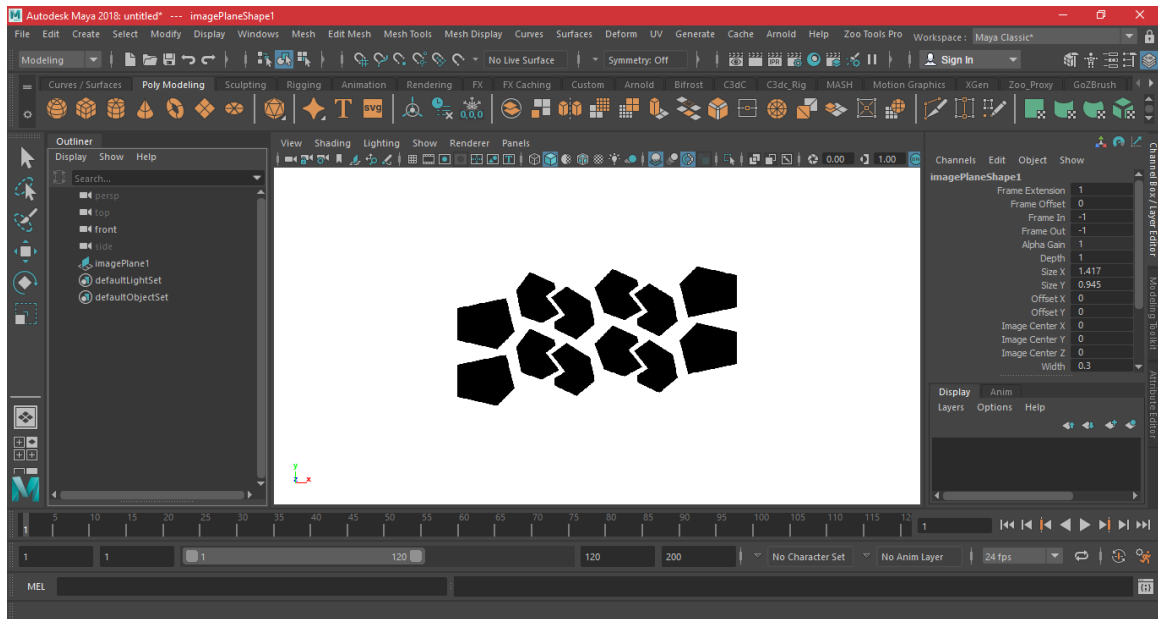 Autodesk Maya 2018: untitled* --- imagePlaneShape1
File Edit Create Select Modify Display Windows Mesh Edit Mesh Mesh Tools Mesh Display Curves Surfaces Deform UV Generate Cache Arnold Help Zoo Tools Pro Workspace : Maya Classic*
Modeling No Live Surface Symmetry: Off IPR Sign In
Curves / Surfaces Poly Modeling Sculpting Rigging Animation Rendering FX FX Caching Custom Arnold Bifrost C3dC C3dc_Rig MASH Motion Graphics XGen Zoo_Proxy GoZBrush
T svg 0,0,0
Outliner
Display Show Help
Search...
persp
top
front
side
imagePlane1
defaultLightSet
defaultObjectSet
View Shading Lighting Show Renderer Panels
0.00 1.00
y
z x
Channels Edit Object Show
imagePlaneShape1
Frame Extension 1
Frame Offset 0
Frame In -1
Frame Out -1
Alpha Gain 1
Depth 1
Size X 1.417
Size Y 0.945
Offset X 0
Offset Y 0
Image Center X 0
Image Center Y 0
Image Center Z 0
Width 0.3
Display Anim
Layers Options Help
Channel Box / Layer Editor
Modeling Toolkit
Attribute Editor
5 10 15 20 25 30 35 40 45 50 55 60 65 70 75 80 85 90 95 100 105 110 115 12
1 1
1 1 1 120 120 200 No Character Set No Anim Layer 24 fps
MEL
M